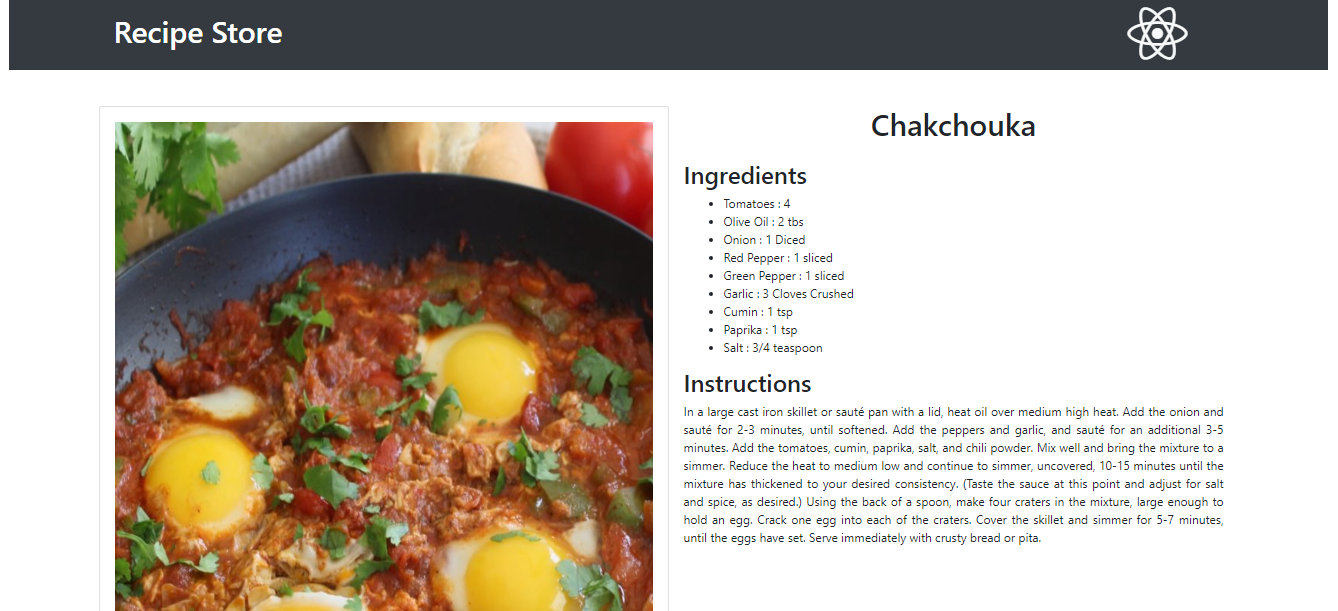 Recipe Store
Chakchouka
Ingredients
Tomatoes : 4
Olive Oil : 2 tbs
Onion : 1 Diced
Red Pepper : 1 sliced
Green Pepper : 1 sliced
Garlic : 3 Cloves Crushed
Cumin : 1 tsp
Paprika : 1 tsp
Salt : 3/4 teaspoon
Instructions
In a large cast iron skillet or sauté pan with a lid, heat oil over medium high heat. Add the onion and
sauté for 2-3 minutes, until softened. Add the peppers and garlic, and sauté for an additional 3-5
minutes. Add the tomatoes, cumin, paprika, salt, and chili powder. Mix well and bring the mixture to a
simmer. Reduce the heat to medium low and continue to simmer, uncovered, 10-15 minutes until the
mixture has thickened to your desired consistency. (Taste the sauce at this point and adjust for salt
and spice, as desired.) Using the back of a spoon, make four craters in the mixture, large enough to
hold an egg. Crack one egg into each of the craters. Cover the skillet and simmer for 5-7 minutes,
until the eggs have set. Serve immediately with crusty bread or pita.